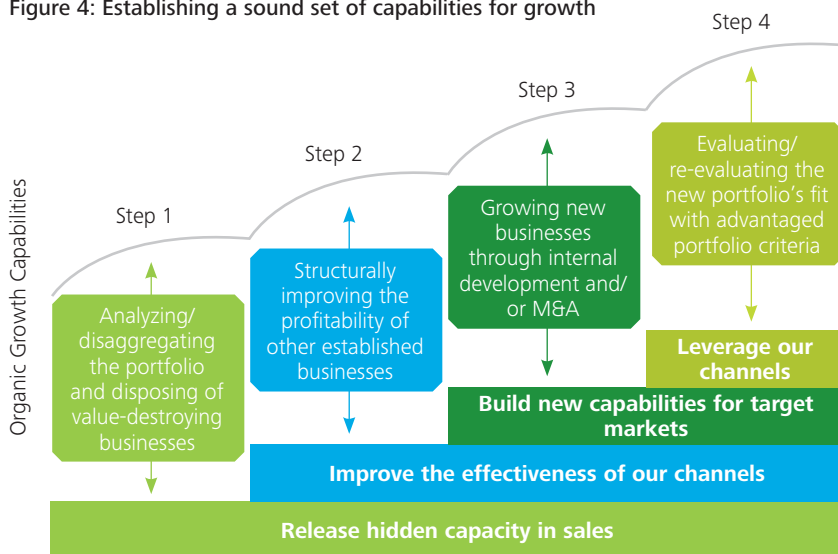 Figure 4: Establishing a sound set of capabilities for growth
Organic Growth Capabilities
Step 1
Analyzing/
disaggregating
the portfolio
and disposing of
value-destroying
businesses
Step 2
Structurally
improving the
profitability of
other established
businesses
Step 3
Growing new
businesses
through internal
development and/
or M&A
Step 4
Evaluating/
re-evaluating the
new portfolio's fit
with advantaged
portfolio criteria
Leverage our
channels
Build new capabilities for target
markets
Improve the effectiveness of our channels
Release hidden capacity in sales